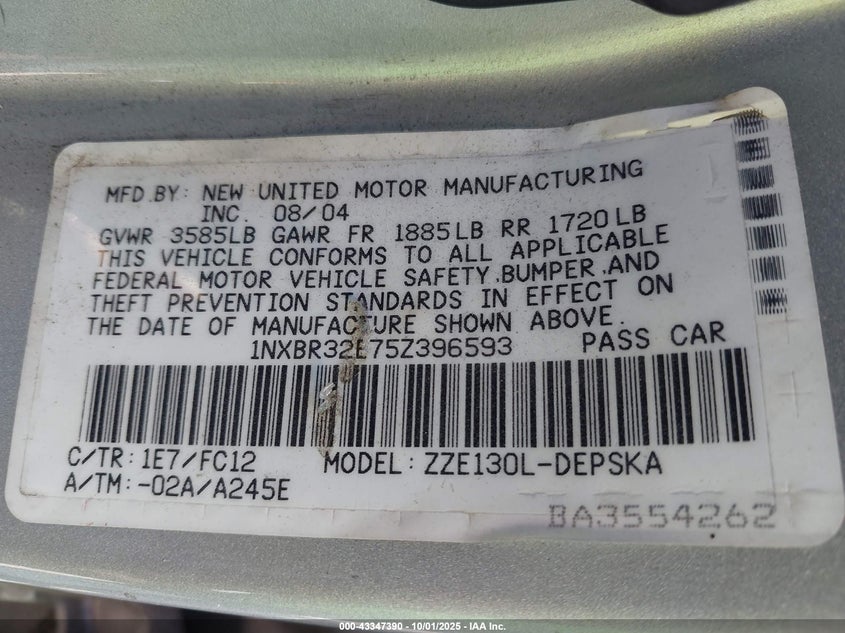 MFD.BY: NEW UNITED MOTOR MANUFACTURING
INC. 08/04
GVWR 3585LB GAWR FR 1885LB RR 1720LB
THIS VEHICLE CONFORMS TO ALL APPLICABLE
FEDERAL MOTOR VEHICLE SAFETY,BUMPER,AND
THEFT PREVENTION STANDARDS IN EFFECT ON
THE DATE OF MANUFACTURE SHOWN ABOVE.
1NXBR32E75Z396593 PASS CAR
C/TR: 1E7/FC12 MODEL: ZZE130L-DEPSKA
A/TM:-02A/A245E
BA3554262
000-43347390 - 10/01/2025 - IAA Inc.